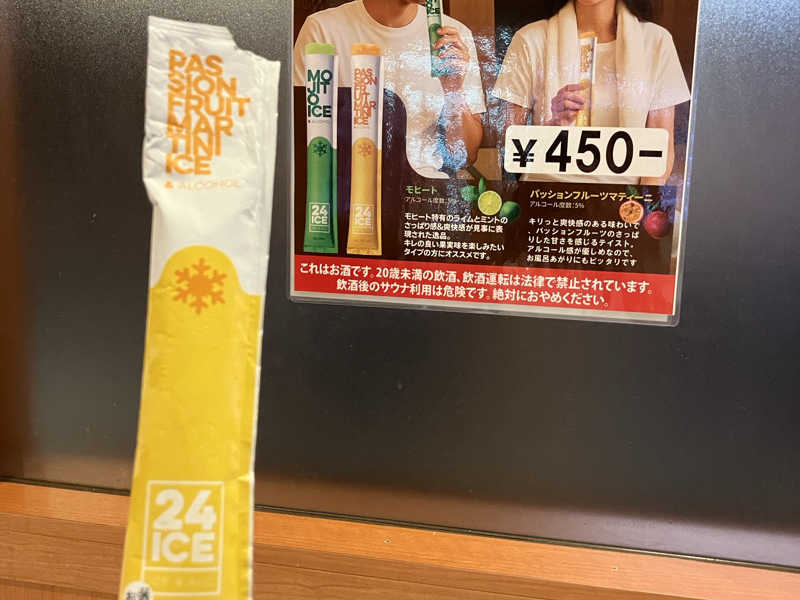 PAS
SION
FRUIT
MAR
TINI
ICE
& ALCOHOL
24
ICE
お酒
MO
JIT
O
ICE
& ALCOHOL
24
ICE
PAS
SION
FRUIT
MAR
TINI
ICE
24
ICE
¥450-
モヒート
アルコール度数:5%
モヒート特有のライムとミントの
さっぱり感&爽快感が見事に表
現された逸品。
キレの良い果実味を楽しみたい
タイプの方にオススメです。
パッションフルーツマティーニ
アルコール度数:5%
キリっと爽快感のある味わいで
、パッションフルーツのさっぱ
りした甘さを感じるテイスト、
アルコール感が優しめなので、
お風呂あがりにもピッタリです
これはお酒です。20歳未満の飲酒、飲酒運転は法律で禁止されています。
飲酒後のサウナ利用は危険です。絶対におやめください。